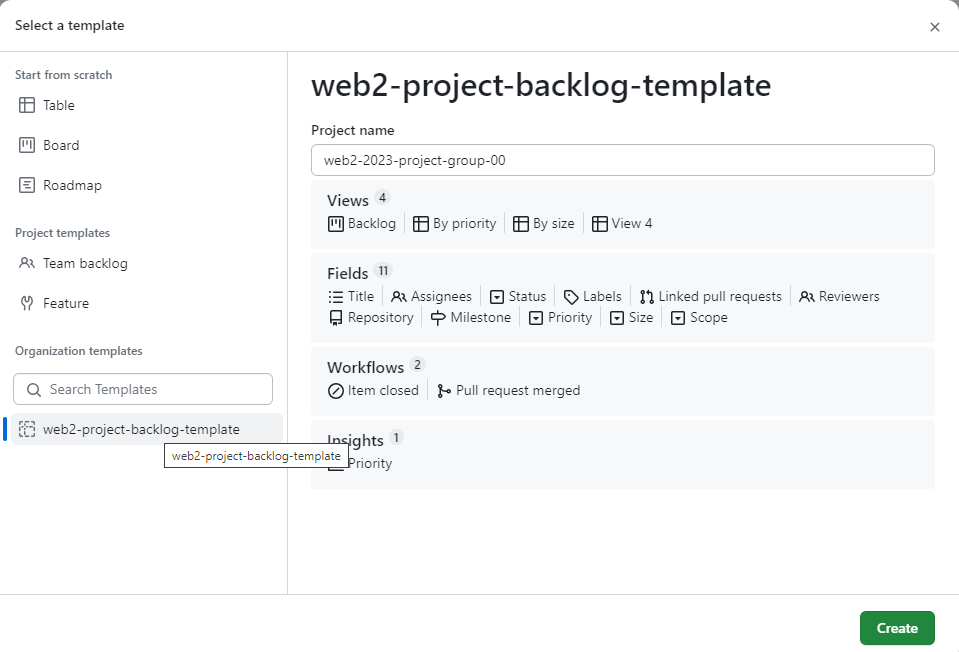 Select a template
Start from scratch
Table
Board
Roadmap
Project templates
Team backlog
Feature
Organization templates
Search Templates
web2-project-backlog-template
web2-project-backlog-template
web2-project-backlog-template
Project name
web2-2023-project-group-00
Views 4
Backlog By priority By size View 4
Fields 11
Title Assignees Status Labels Linked pull requests Reviewers
Repository Milestone Priority Size Scope
Workflows 2
Item closed Pull request merged
Insights 1
Priority
Create